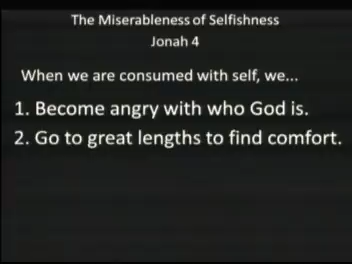 The Miserableness of Selfishness
Jonah 4
When we are consumed with self, we...
1. Become angry with who God is.
2. Go to great lengths to find comfort.